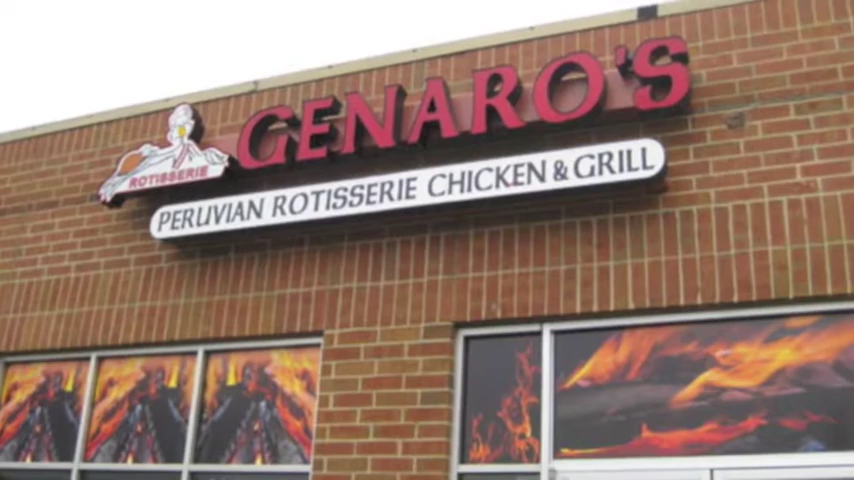 GENARO'S
ROTISSERIE
PERUVIAN ROTISSERIE CHICKEN & GRILL